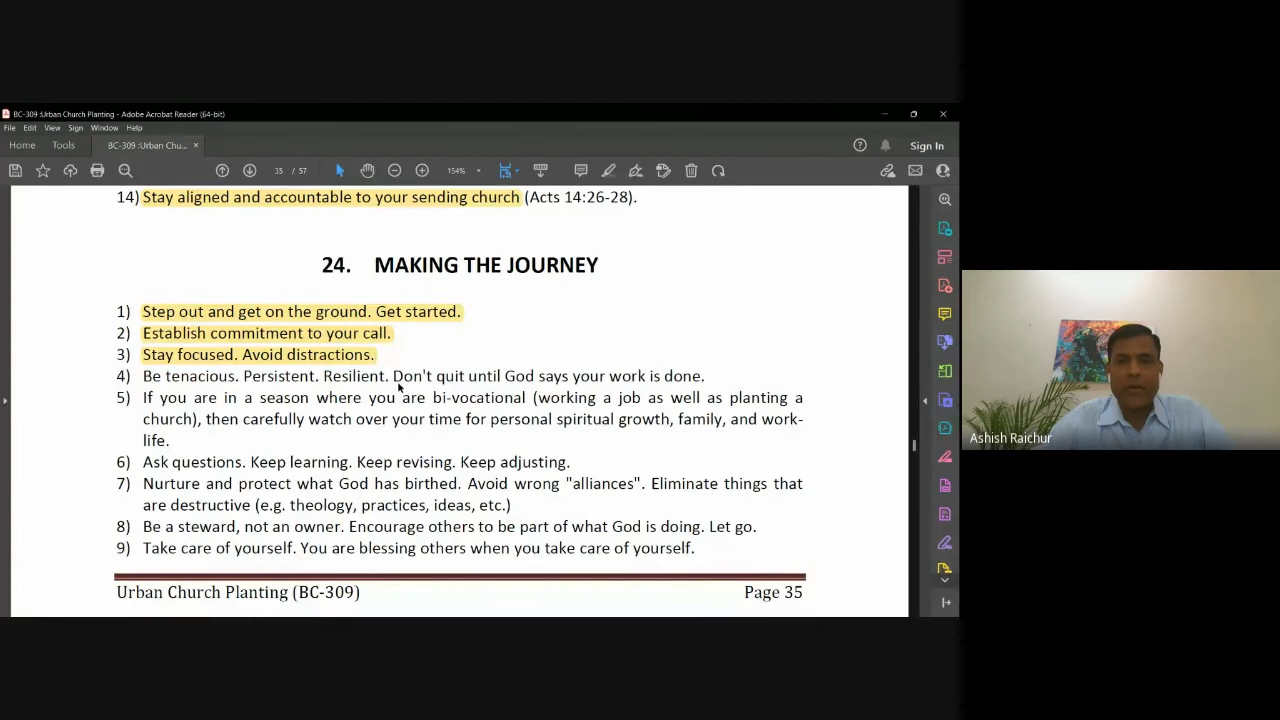 BC-309 :Urban Church Planting - Adobe Acrobat Reader (64-bit)
File Edit View Sign Window Help
Home Tools BC-309 :Urban Chu... × Sign In
35 / 57 154%
14) Stay aligned and accountable to your sending church (Acts 14:26-28).
24. MAKING THE JOURNEY
1) Step out and get on the ground. Get started.
2) Establish commitment to your call.
3) Stay focused. Avoid distractions.
4) Be tenacious. Persistent. Resilient. Don't quit until God says your work is done.
5) If you are in a season where you are bi-vocational (working a job as well as planting a
church), then carefully watch over your time for personal spiritual growth, family, and work-
life.
6) Ask questions. Keep learning. Keep revising. Keep adjusting.
7) Nurture and protect what God has birthed. Avoid wrong "alliances". Eliminate things that
are destructive (e.g. theology, practices, ideas, etc.)
8) Be a steward, not an owner. Encourage others to be part of what God is doing. Let go.
9) Take care of yourself. You are blessing others when you take care of yourself.
Urban Church Planting (BC-309) Page 35
Ashish Raichur